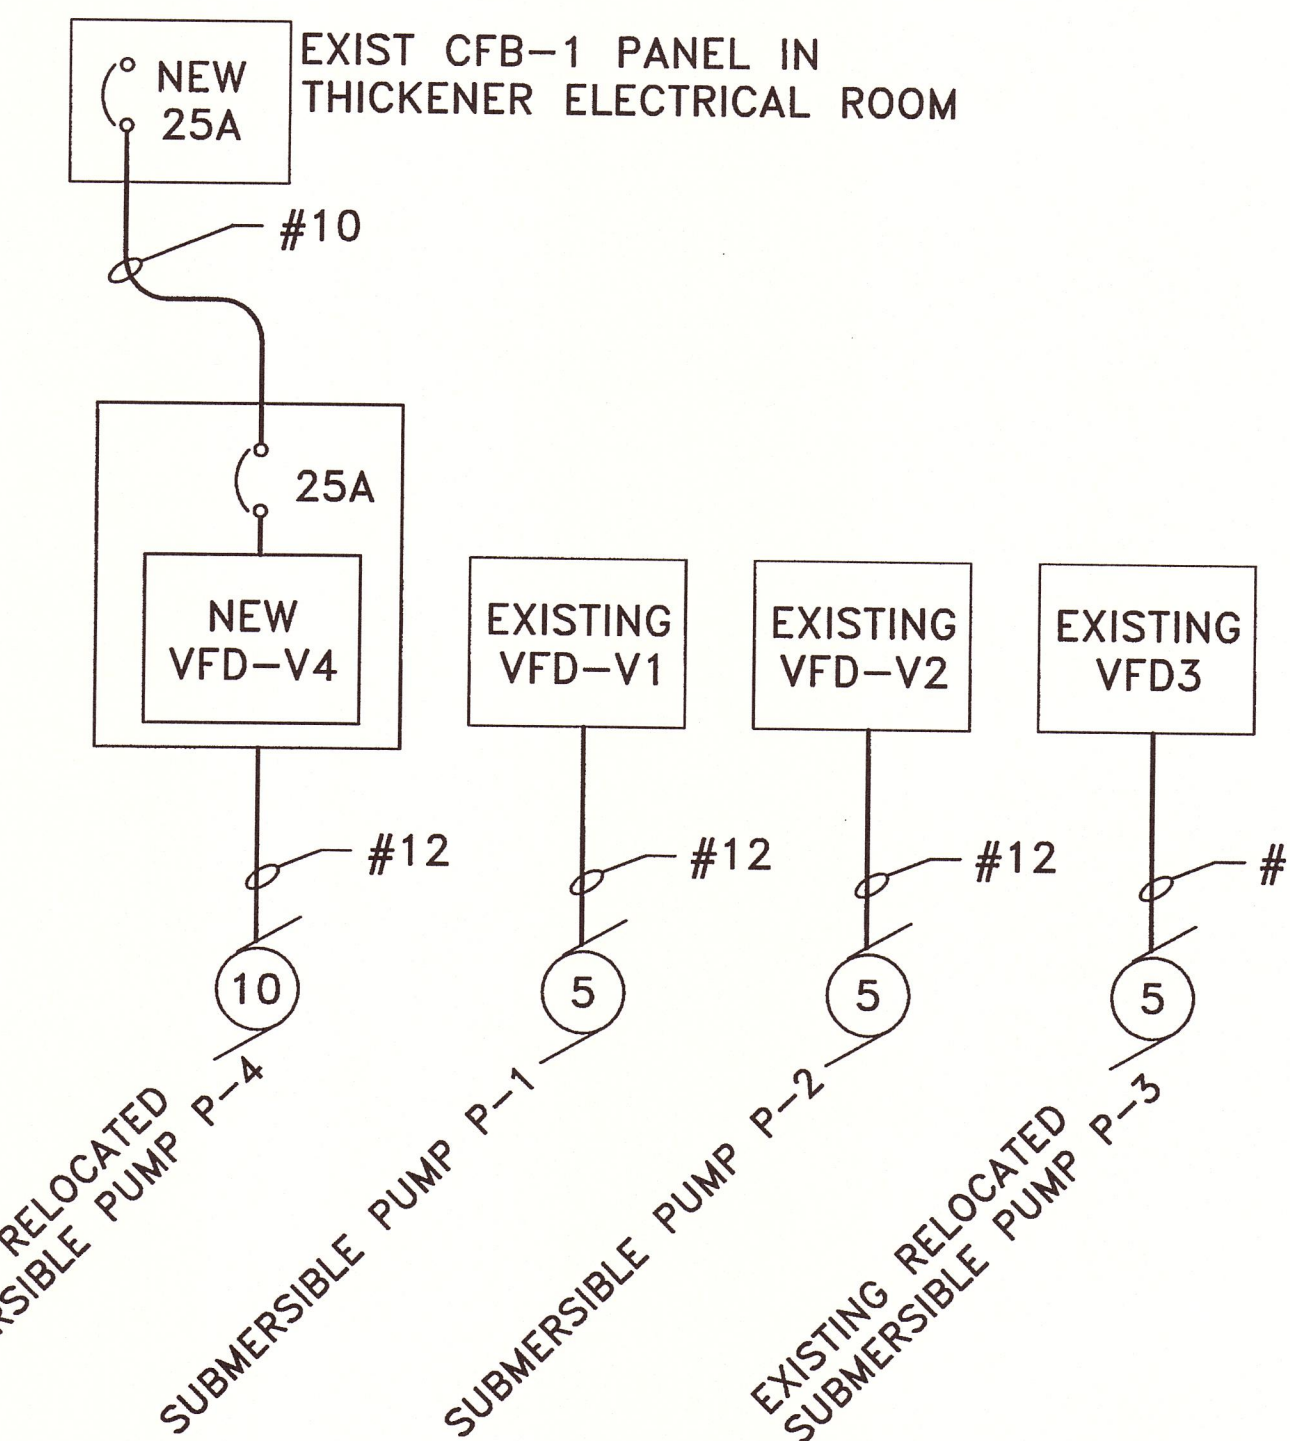 EXIST CFB-1 PANEL IN
THICKENER ELECTRICAL ROOM
NEW
25A
#10
25A
NEW
VFD-V4
EXISTING
VFD-V1
EXISTING
VFD-V2
EXISTING
VFD3
#12
#12
#12
#
10
5
5
5
RELOCATED
PUMP P-4
SUBMERSIBLE PUMP P-1
SUBMERSIBLE PUMP P-2
EXISTING RELOCATED
SUBMERSIBLE PUMP P-3